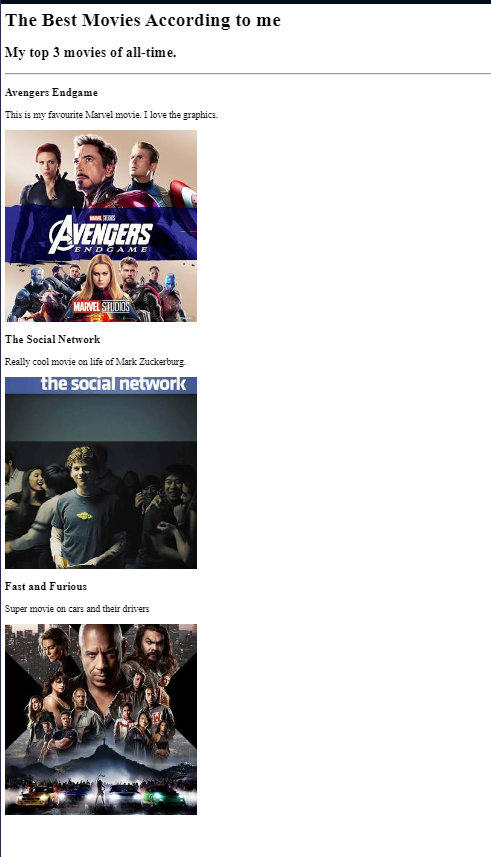 The Best Movies According to me
My top 3 movies of all-time.
Avengers Endgame
This is my favourite Marvel movie. I love the graphics.
MARVEL STUDIOS
AVENGERS
ENDGAME
MARVEL STUDIOS
The Social Network
Really cool movie on life of Mark Zuckerburg.
the social network
Fast and Furious
Super movie on cars and their drivers